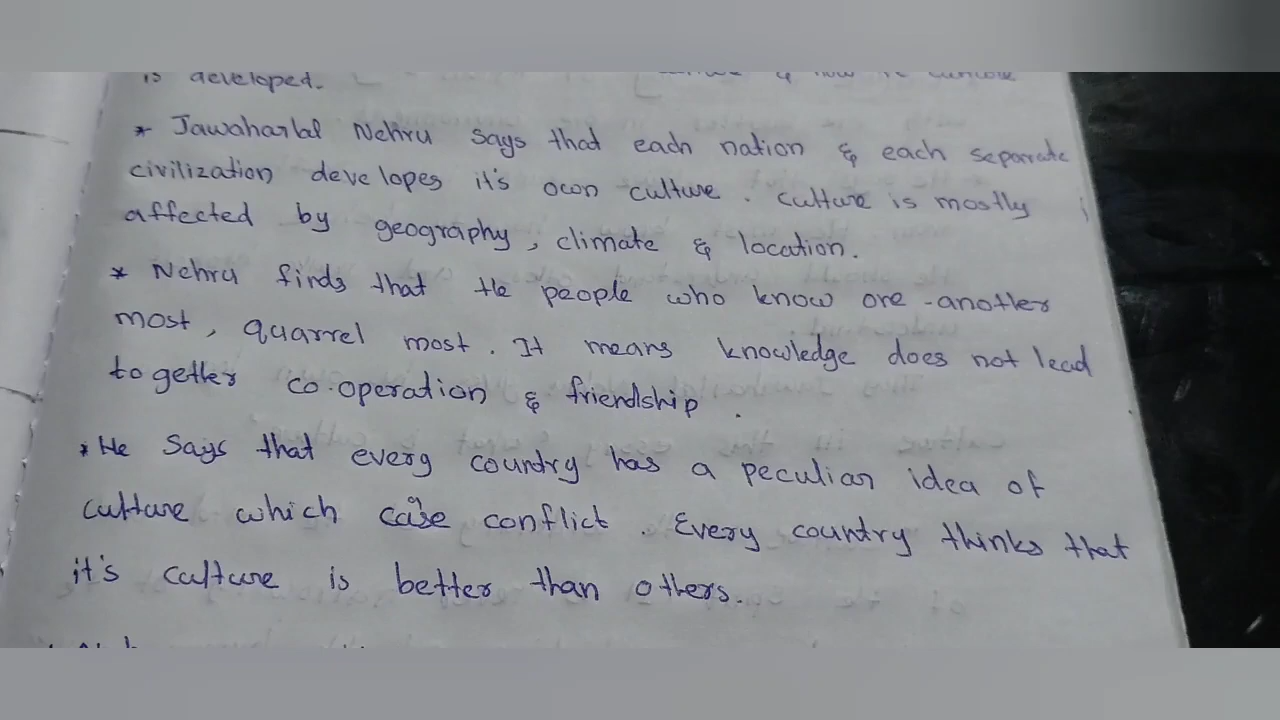 is developed.
* Jawaharlal Nehru says that each nation & each separate
civilization developes it's own culture. culture is mostly
affected by geography, climate & location.
* Nehru finds that the people who know one-another
most, quarrel most. It means knowledge does not lead
together co.operation & friendship.
* He says that every country has a peculiar idea of
culture which case conflict. Every country thinks that
it's culture is better than others.